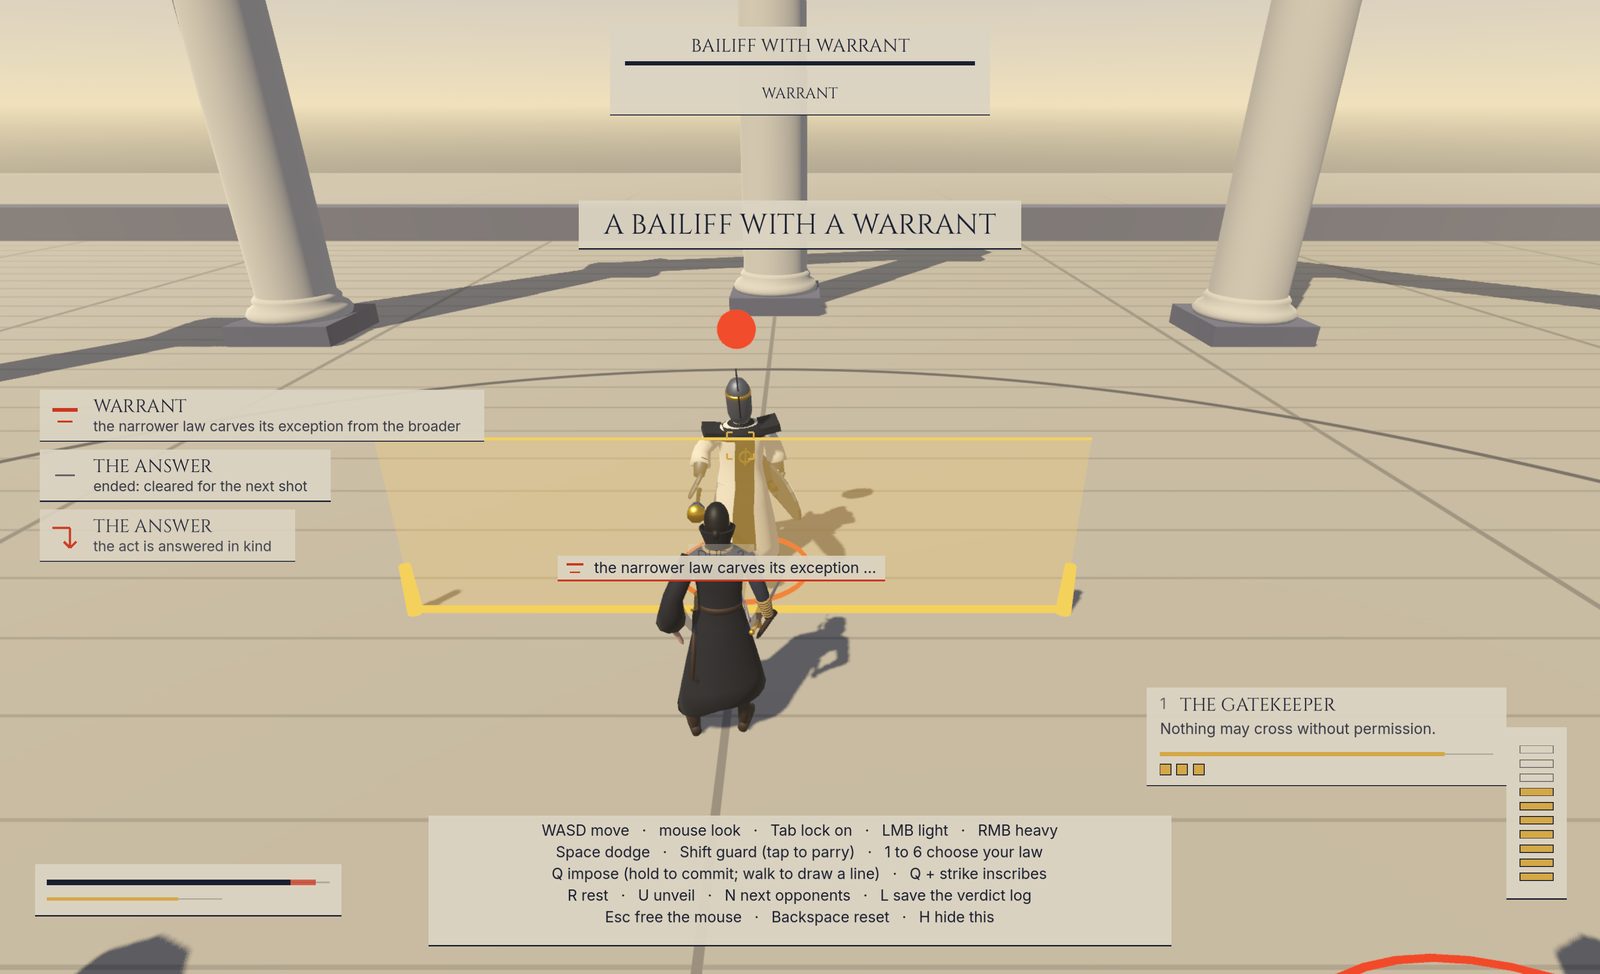 BAILIFF WITH WARRANT
WARRANT
A BAILIFF WITH A WARRANT
WARRANT
the narrower law carves its exception from the broader
THE ANSWER
ended: cleared for the next shot
THE ANSWER
the act is answered in kind
the narrower law carves its exception ...
1 THE GATEKEEPER
Nothing may cross without permission.
WASD move · mouse look · Tab lock on · LMB light · RMB heavy
Space dodge · Shift guard (tap to parry) · 1 to 6 choose your law
Q impose (hold to commit; walk to draw a line) · Q + strike inscribes
R rest · U unveil · N next opponents · L save the verdict log
Esc free the mouse · Backspace reset · H hide this